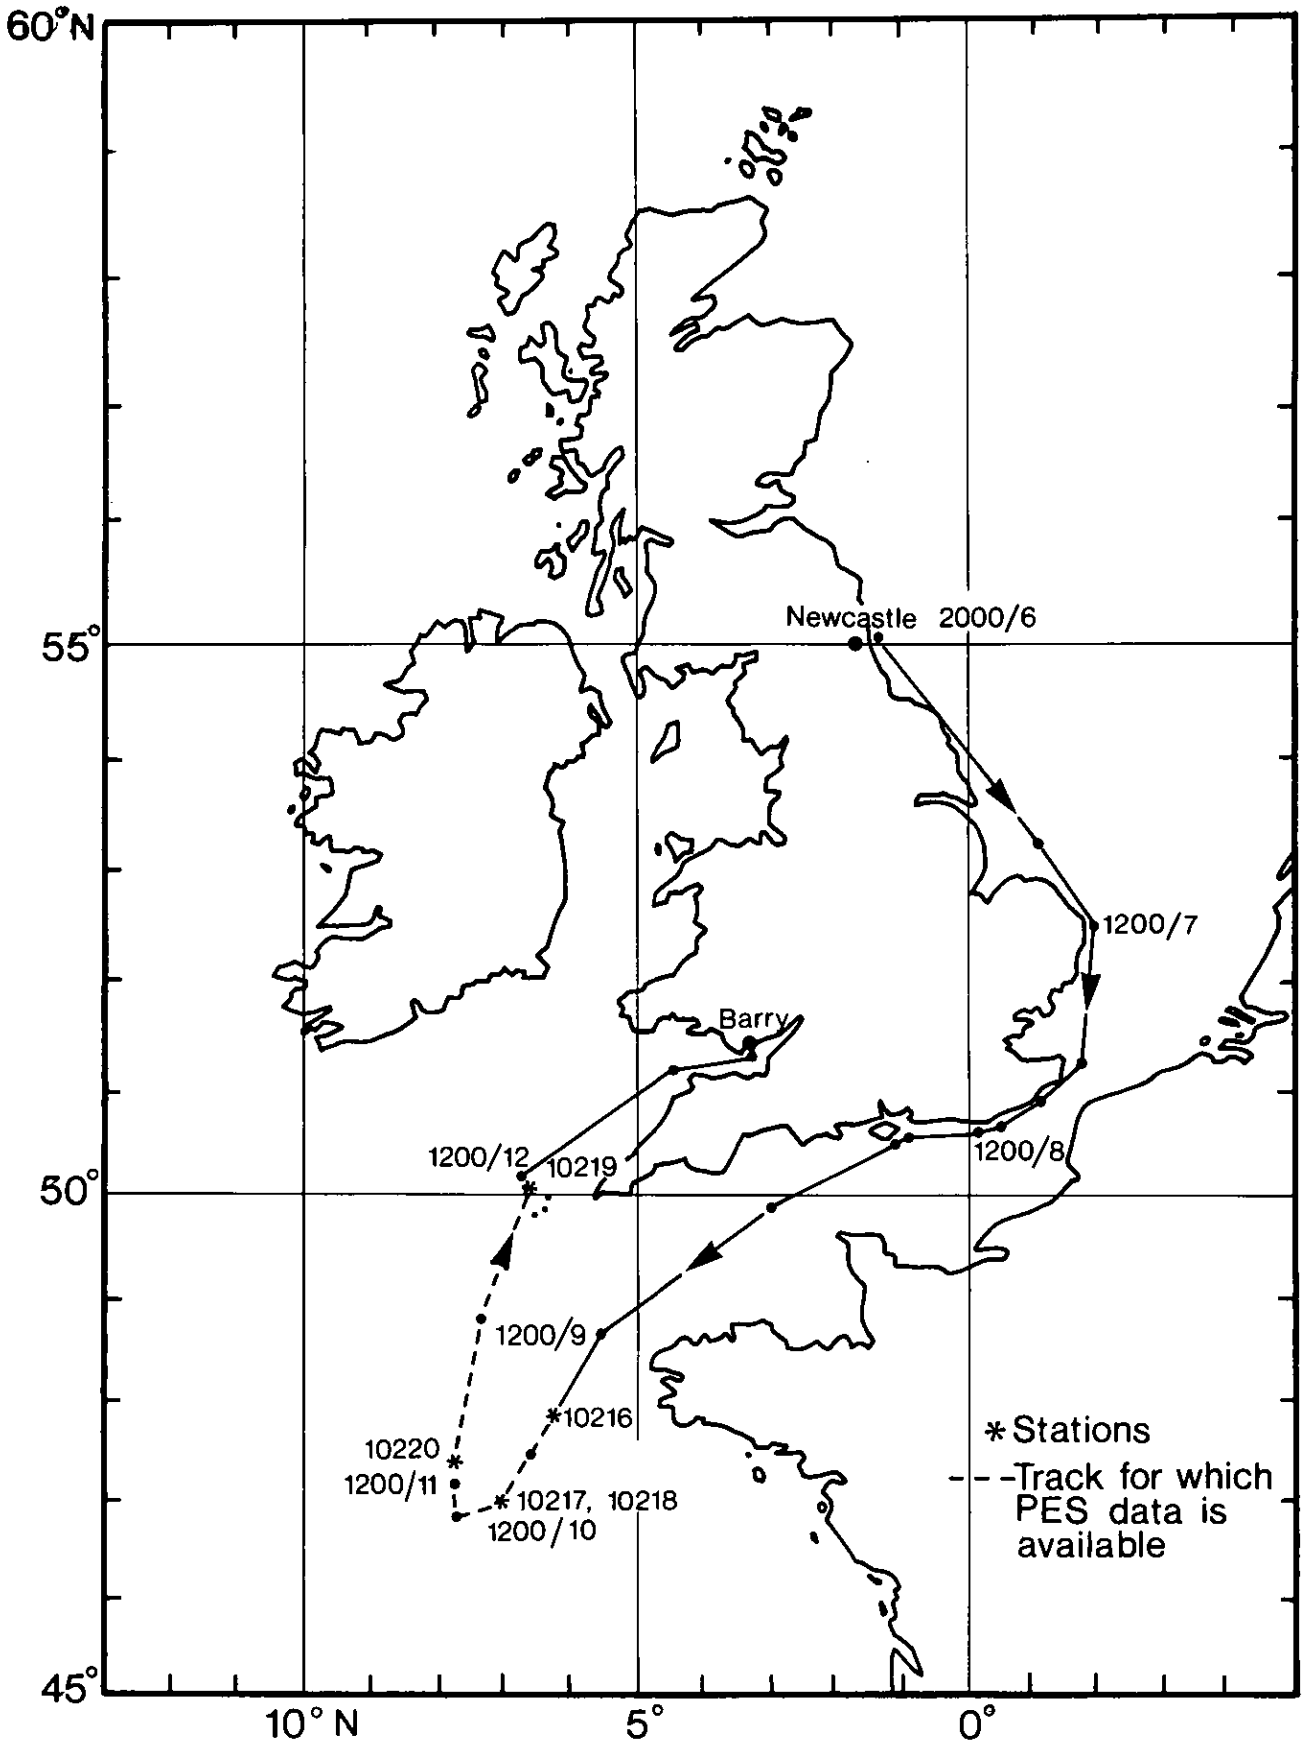 60°N
Newcastle 2000/6
55°
1200/7
Barry
1200/12 10219
1200/8
50°
1200/9
10216
*Stations
10220
1200/11
---Track for which
PES data is
available
10217, 10218
1200/10
45°
10° N 5° 0°